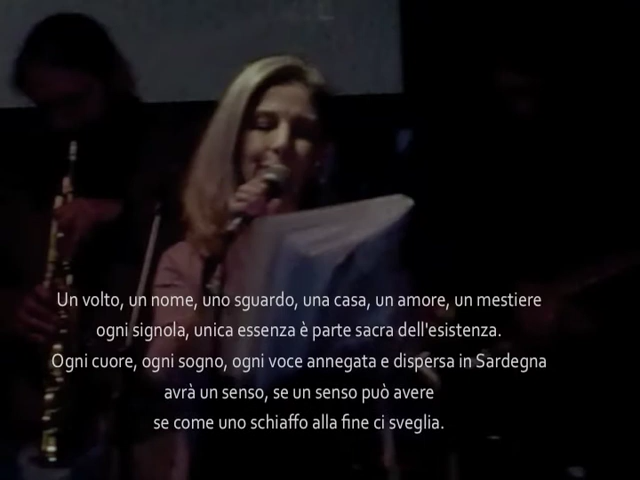 Un volto, un nome, uno sguardo, una casa, un amore, un mestiere
ogni signola, unica essenza è parte sacra dell'esistenza.
Ogni cuore, ogni sogno, ogni voce annegata e dispersa in Sardegna
avrà un senso, se un senso può avere
se come uno schiaffo alla fine ci sveglia.